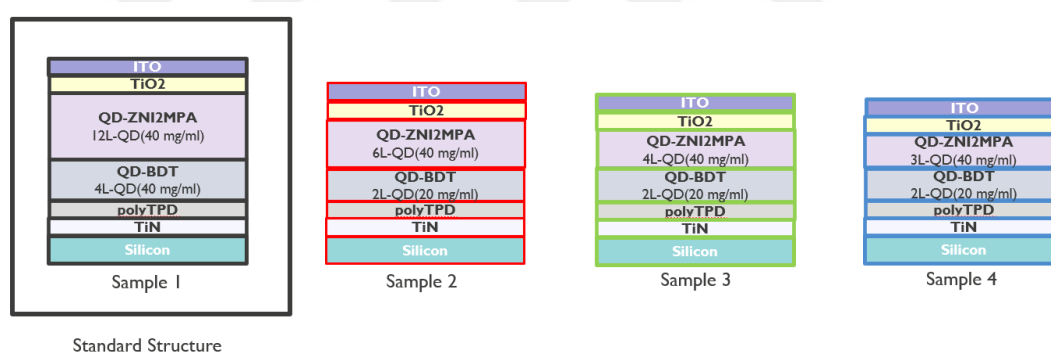 ITO
TiO2
QD-ZNI2MPA
12L-QD(40 mg/ml)
QD-BDT
4L-QD(40 mg/ml)
polyTPD
TiN
Silicon
Sample 1
Standard Structure
ITO
TiO2
QD-ZNI2MPA
6L-QD(40 mg/ml)
QD-BDT
2L-QD(20 mg/ml)
polyTPD
TiN
Silicon
Sample 2
ITO
TiO2
QD-ZNI2MPA
4L-QD(40 mg/ml)
QD-BDT
2L-QD(20 mg/ml)
polyTPD
TiN
Silicon
Sample 3
ITO
TiO2
QD-ZNI2MPA
3L-QD(40 mg/ml)
QD-BDT
2L-QD(20 mg/ml)
polyTPD
TiN
Silicon
Sample 4